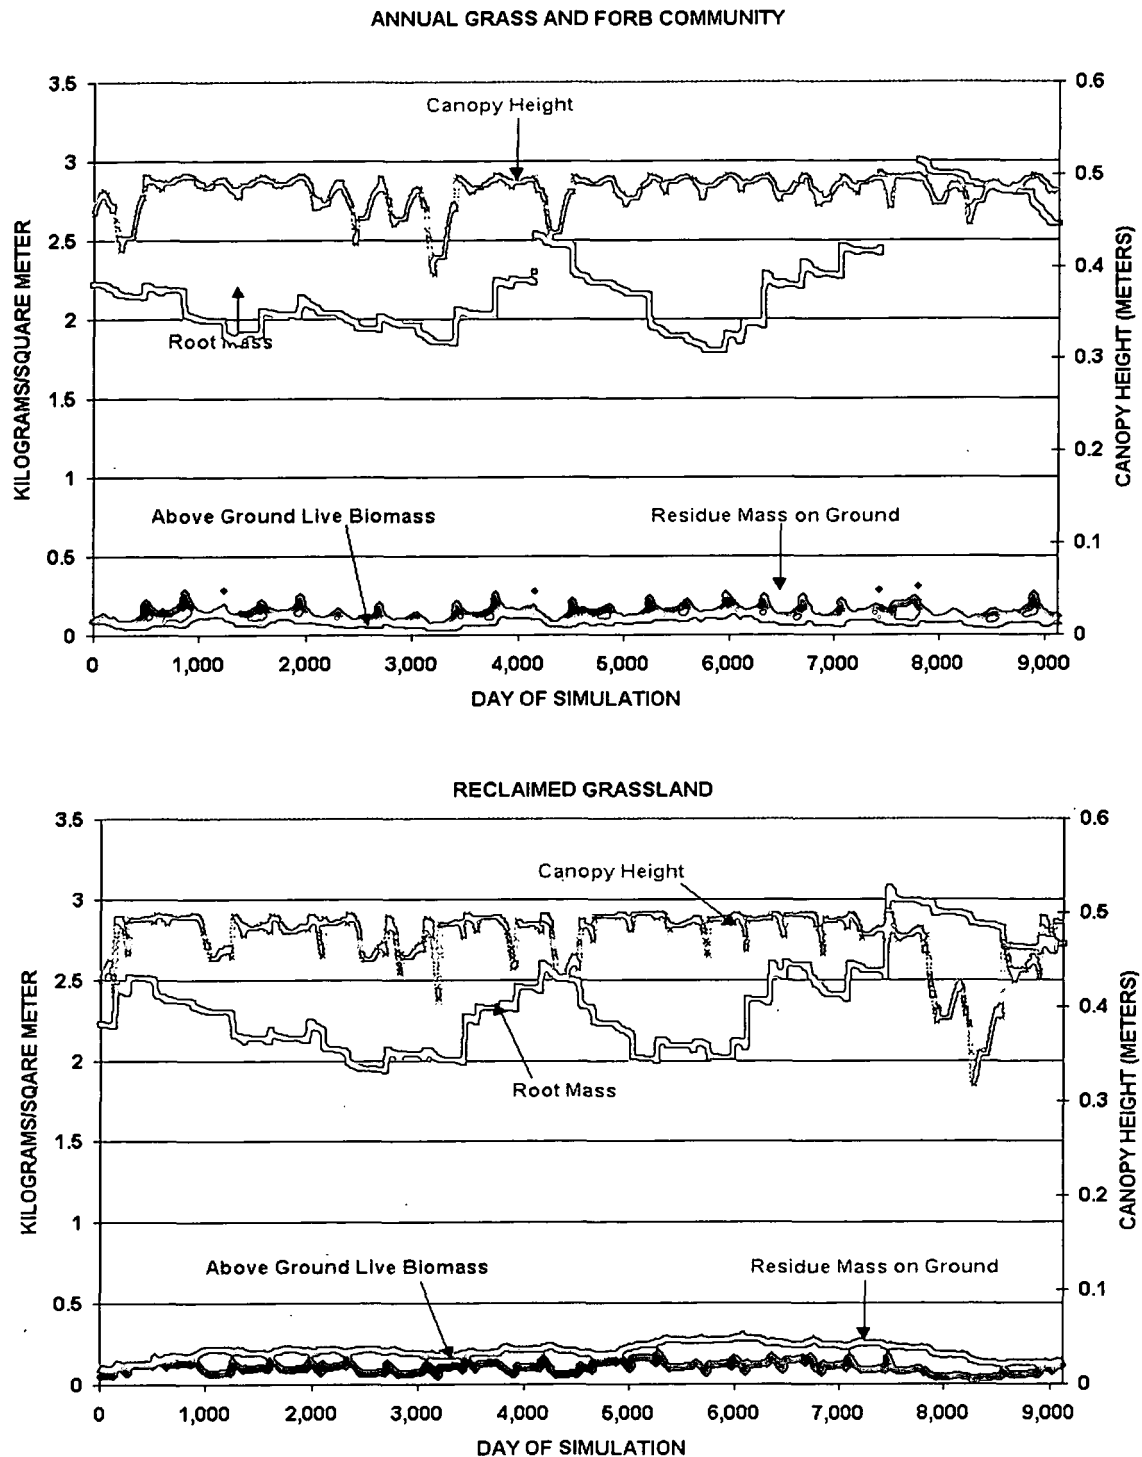 ANNUAL GRASS AND FORB COMMUNITY
3.5
3
2.5
2
1.5
1
0.5
0
KILOGRAMS/SQUARE METER
0.6
0.5
0.4
0.3
0.2
0.1
0
CANOPY HEIGHT (METERS)
Canopy Height
Root Mass
Above Ground Live Biomass
Residue Mass on Ground
0 1,000 2,000 3,000 4,000 5,000 6,000 7,000 8,000 9,000
DAY OF SIMULATION
RECLAIMED GRASSLAND
3.5
3
2.5
2
1.5
1
0.5
0
KILOGRAMS/SQARE METER
0.6
0.5
0.4
0.3
0.2
0.1
0
CANOPY HEIGHT (METERS)
Canopy Height
Root Mass
Above Ground Live Biomass
Residue Mass on Ground
0 1,000 2,000 3,000 4,000 5,000 6,000 7,000 8,000 9,000
DAY OF SIMULATION